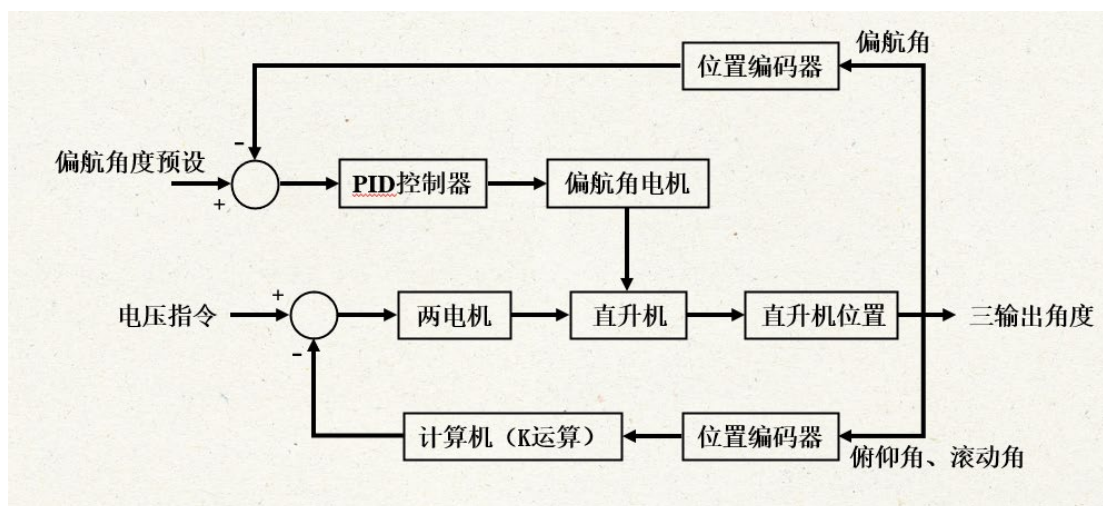 偏航角
位置编码器
-
偏航角度预设
+
PID控制器
偏航角电机
电压指令
+
-
两电机
直升机
直升机位置
三输出角度
计算机（K运算）
位置编码器
俯仰角、滚动角